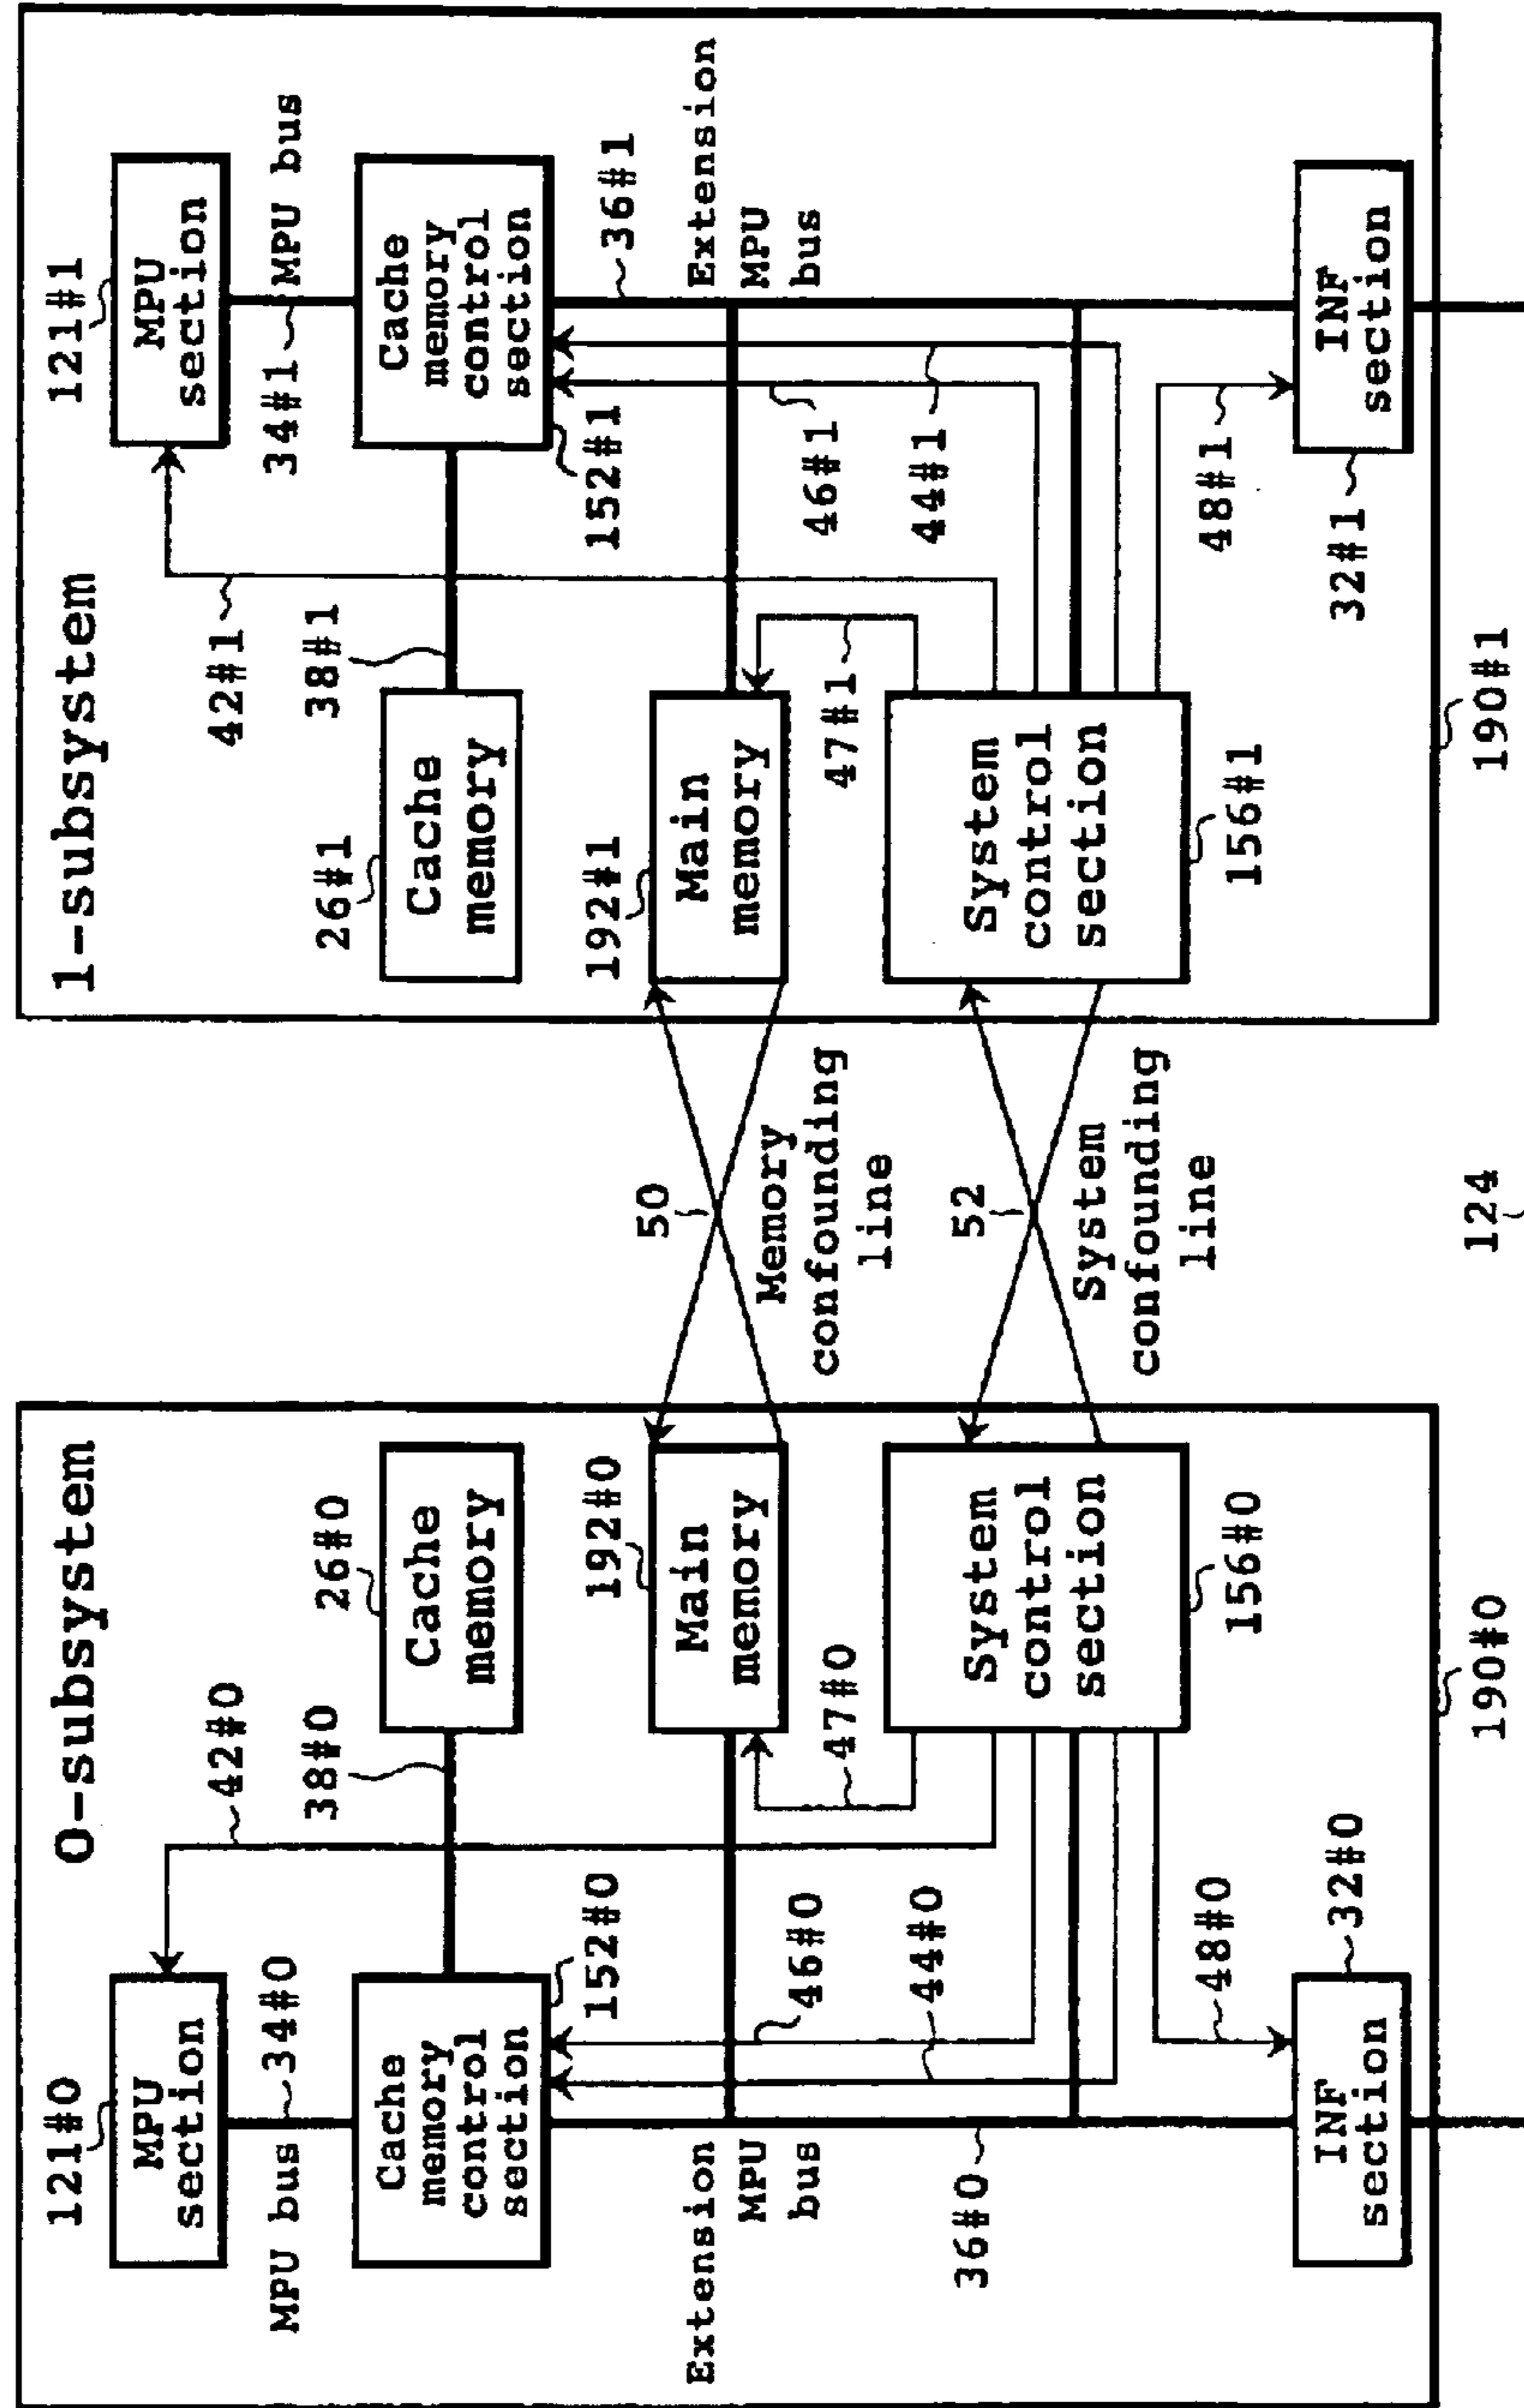 0-subsystem
121#0
MPU
section
MPU bus
34#0
42#0
38#0
26#0
Cache
memory
Cache
memory
control
section
152#0
192#0
Main
memory
Extension
MPU
bus
46#0
47#0
44#0
System
control
section
36#0
156#0
48#0
INF
section
32#0
190#0
50
Memory
confounding
line
52
System
confounding
line
124
1-subsystem
121#1
MPU
section
34#1
MPU bus
42#1
38#1
26#1
Cache
memory
Cache
memory
control
section
152#1
36#1
192#1
Main
memory
Extension
MPU
bus
46#1
47#1
44#1
System
control
section
156#1
48#1
INF
section
32#1
190#1